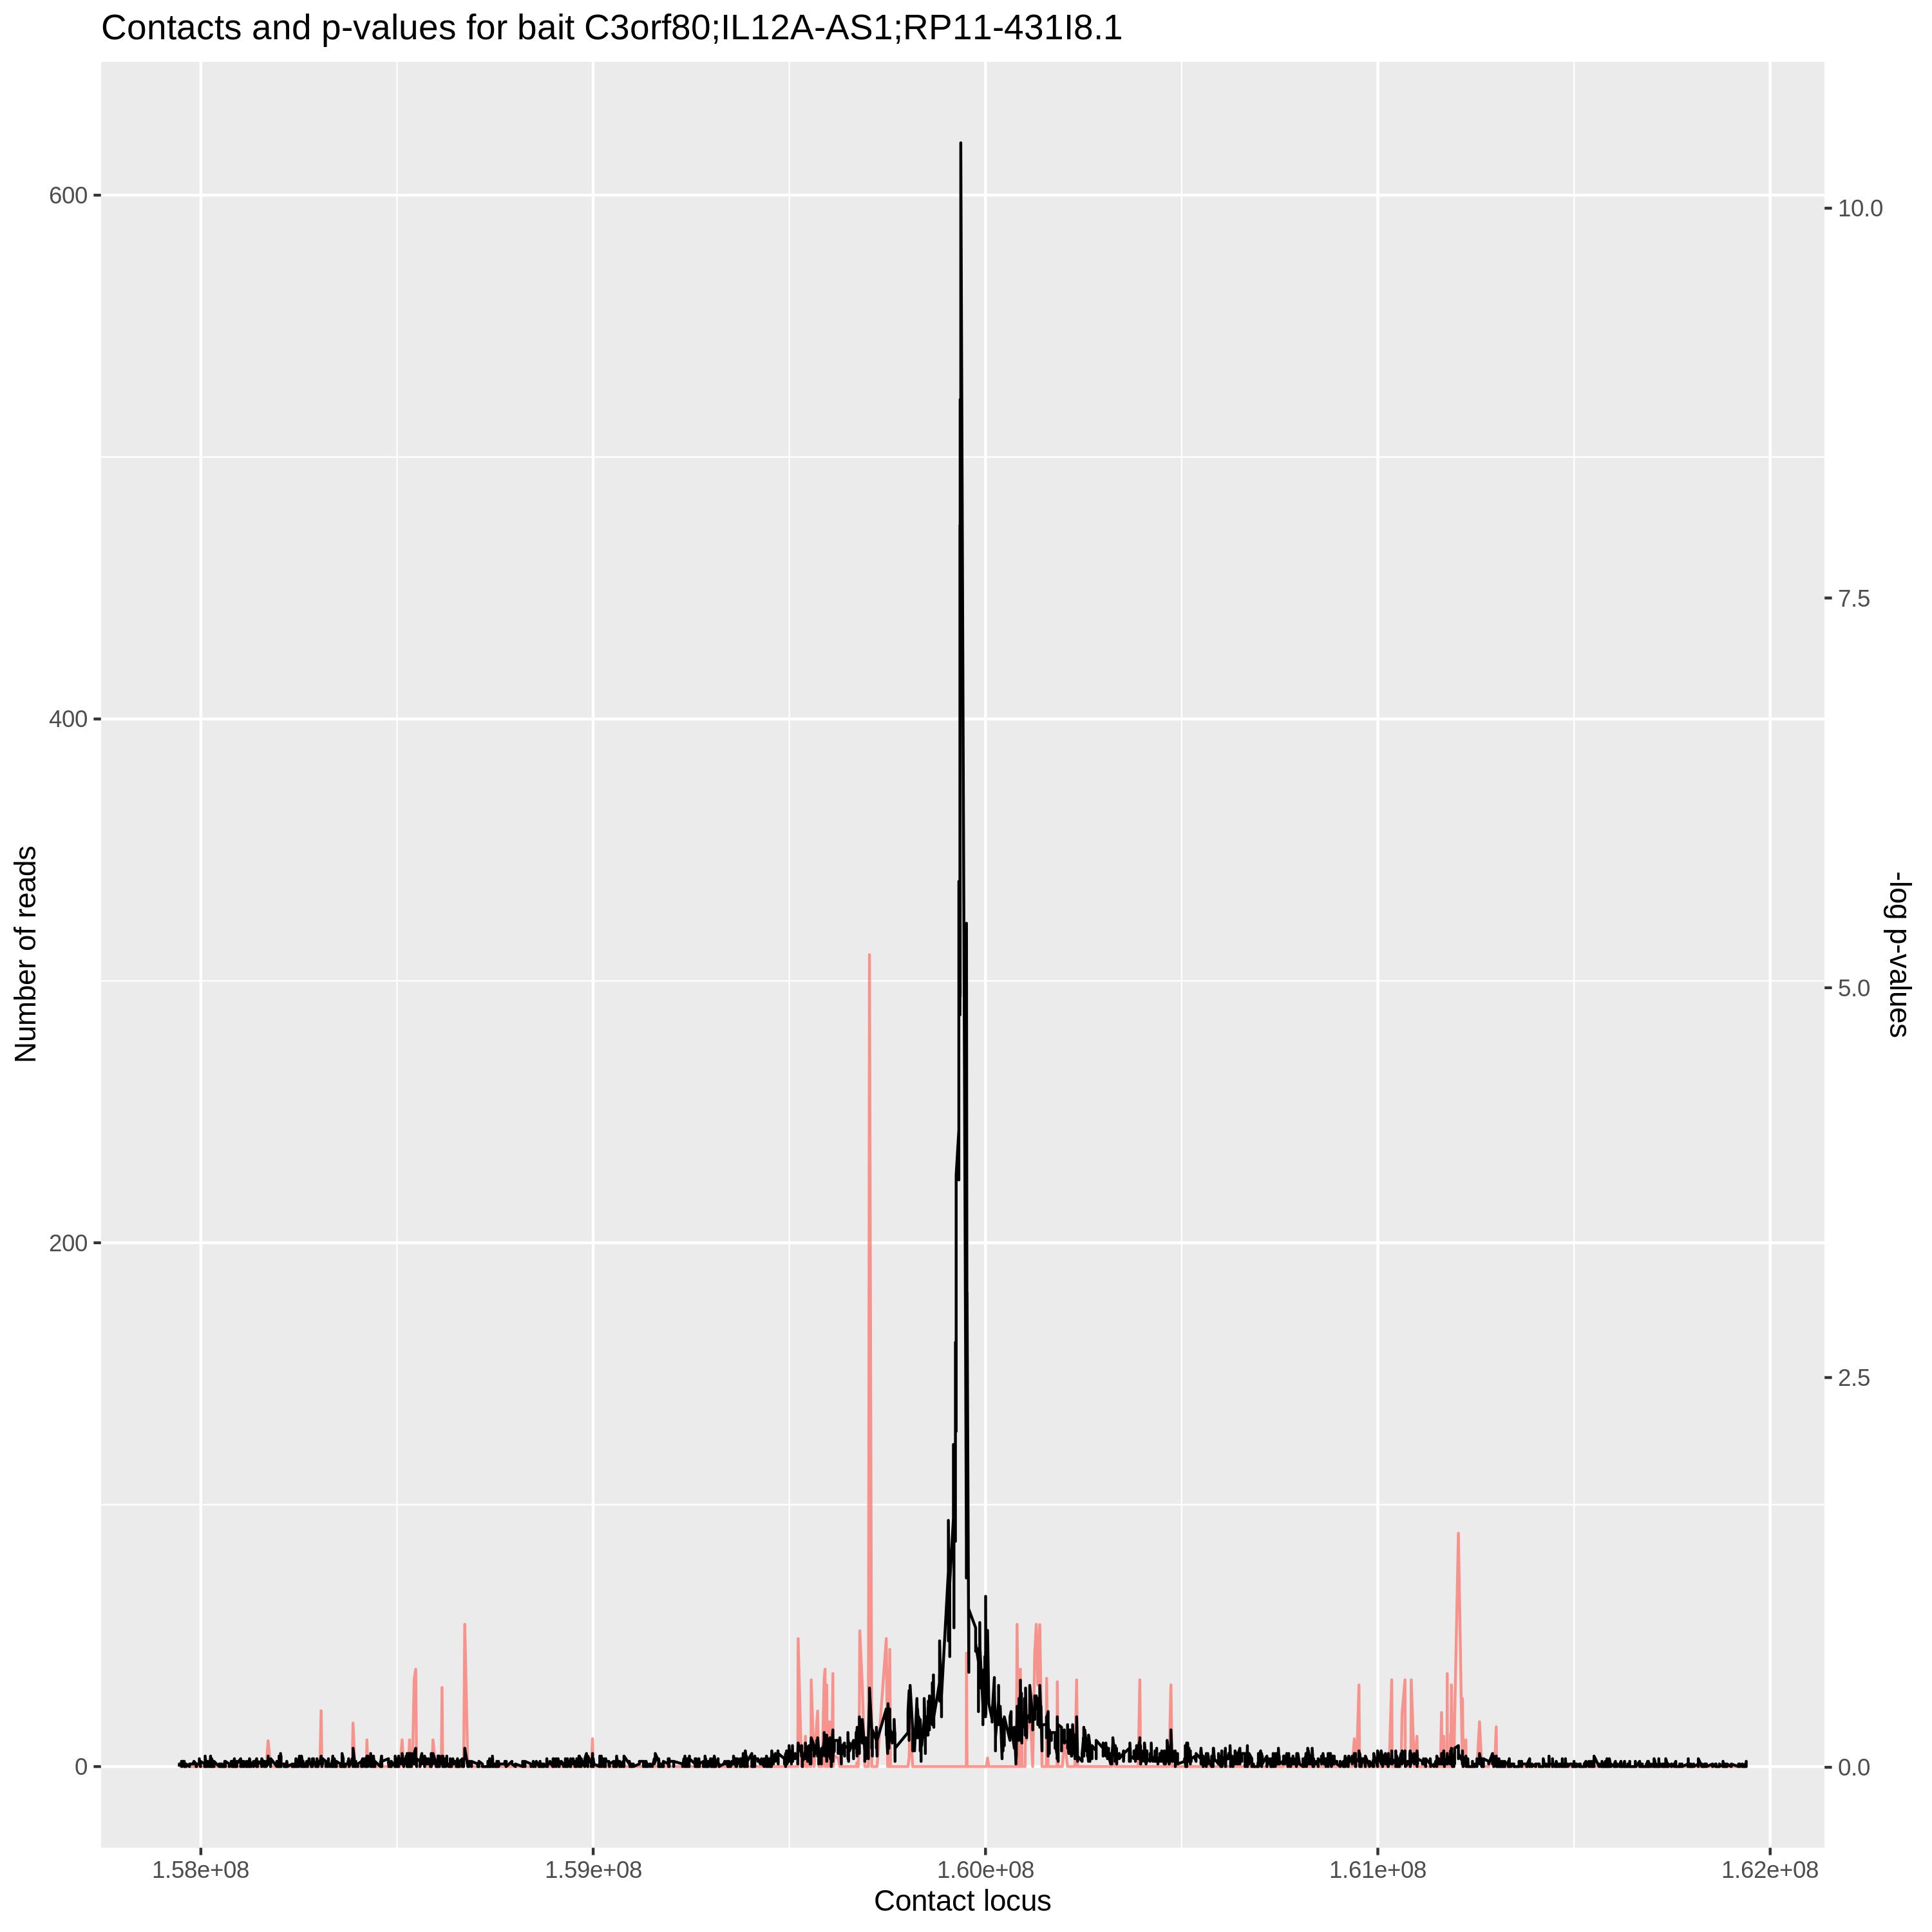 Contacts and p-values for bait C3orf80;IL12A-AS1;RP11-431I8.1
600
400
200
0
Number of reads
10.0
7.5
5.0
2.5
0.0
-log p-values
1.58e+08
1.59e+08
1.60e+08
1.61e+08
1.62e+08
Contact locus